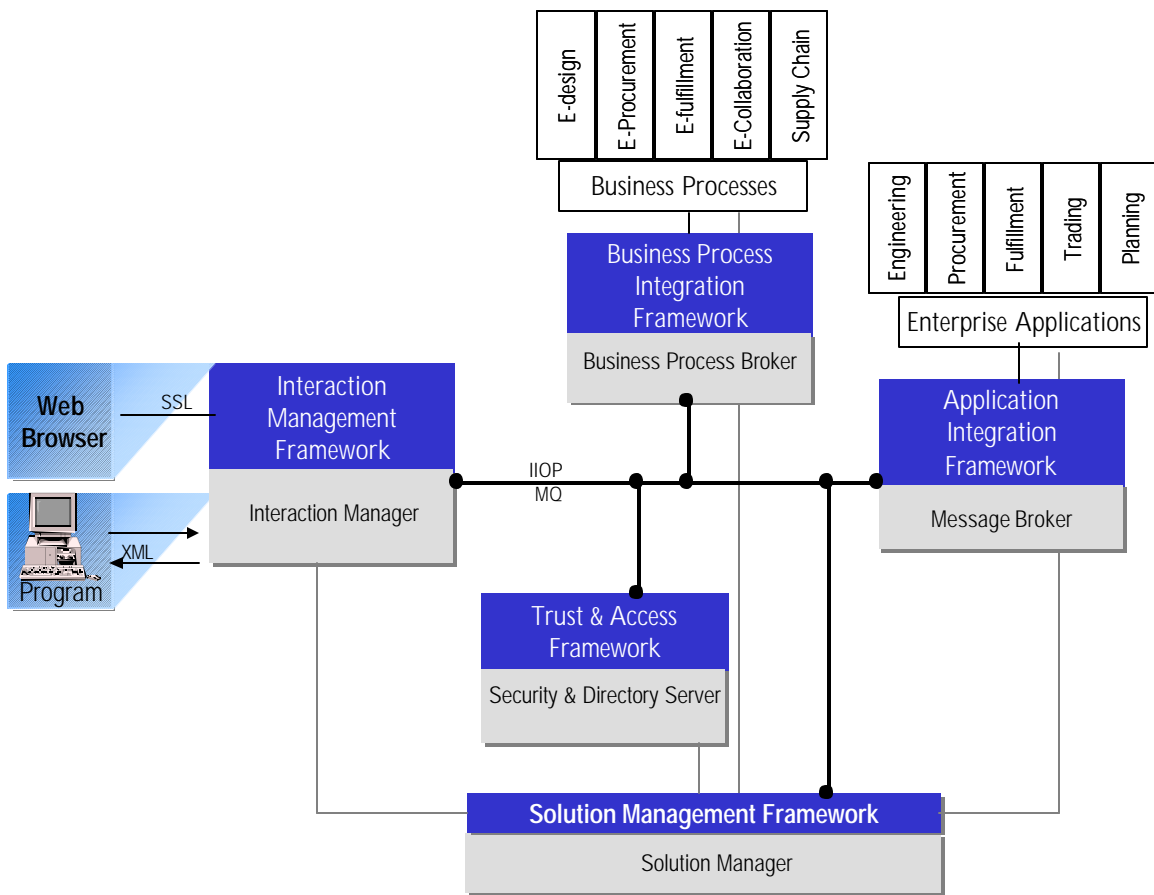 E-design
E-Procurement
E-fulfillment
E-Collaboration
Supply Chain
Business Processes
Engineering
Procurement
Fulfillment
Trading
Planning
Enterprise Applications
Business Process
Integration
Framework
Business Process Broker
Web
Browser
SSL
Interaction
Management
Framework
Interaction Manager
IIOP
MQ
Application
Integration
Framework
Message Broker
XML
Program
Trust & Access
Framework
Security & Directory Server
Solution Management Framework
Solution Manager